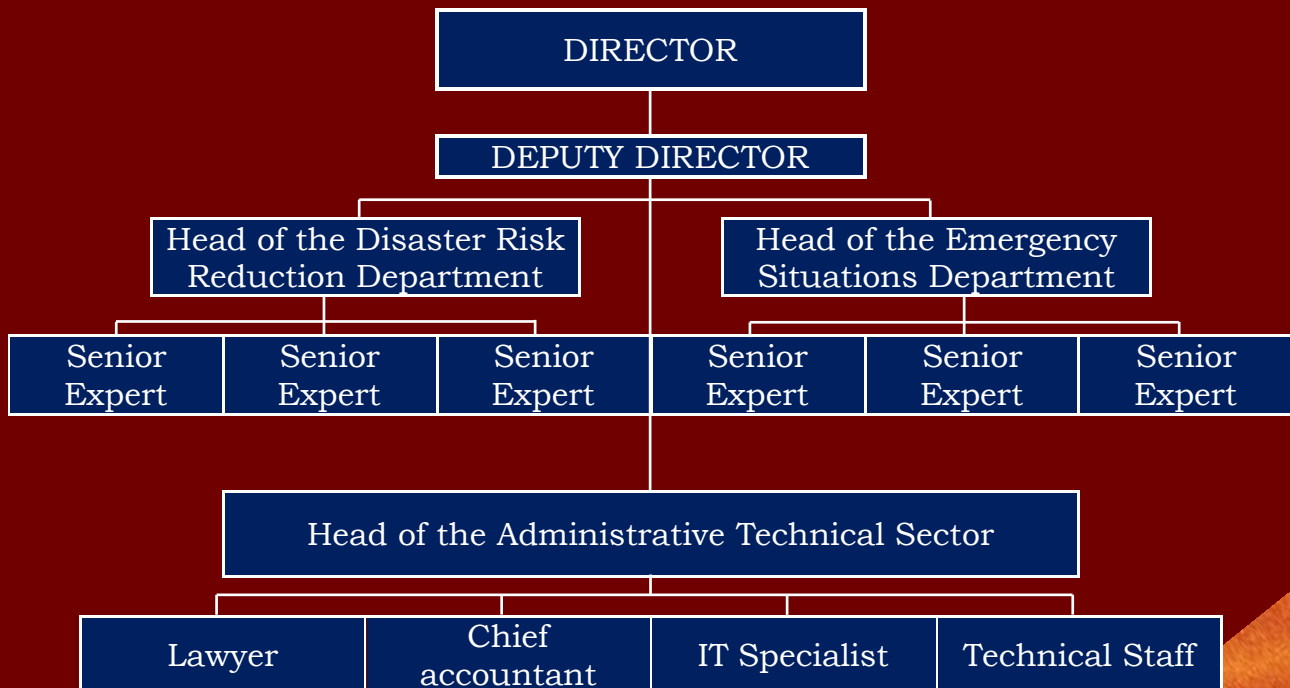 DIRECTOR
DEPUTY DIRECTOR
Head of the Disaster Risk
Reduction Department
Head of the Emergency
Situations Department
Senior
Expert
Senior
Expert
Senior
Expert
Senior
Expert
Senior
Expert
Senior
Expert
Head of the Administrative Technical Sector
Lawyer
Chief
accountant
IT Specialist
Technical Staff